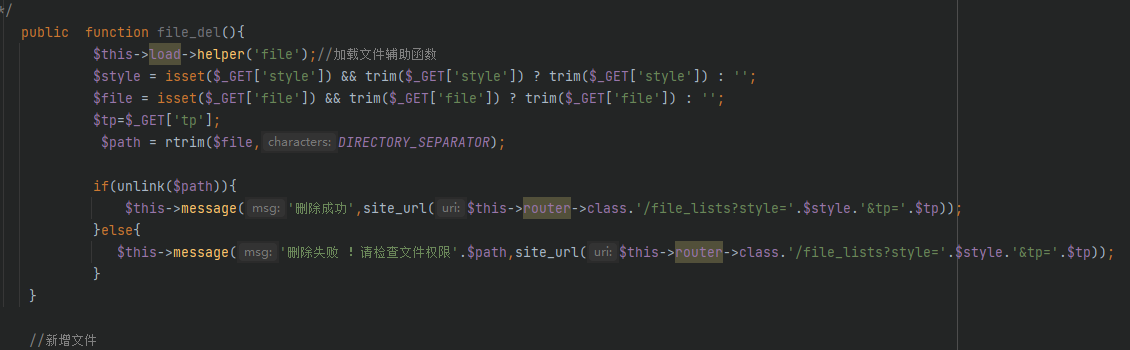 */
public  function file_del(){
$this->load->helper('file');//加载文件辅助函数
$style = isset($_GET['style']) && trim($_GET['style']) ? trim($_GET['style']) : '';
$file = isset($_GET['file']) && trim($_GET['file']) ? trim($_GET['file']) : '';
$tp=$_GET['tp'];
$path = rtrim($file, characters: DIRECTORY_SEPARATOR);
if(unlink($path)){
$this->message( msg: '删除成功',site_url( uri: $this->router->class.'/file_lists?style='.$style.'&tp='.$tp));
}else{
$this->message( msg: '删除失败 ！请检查文件权限'.$path,site_url( uri: $this->router->class.'/file_lists?style='.$style.'&tp='.$tp));
}
}
//新增文件